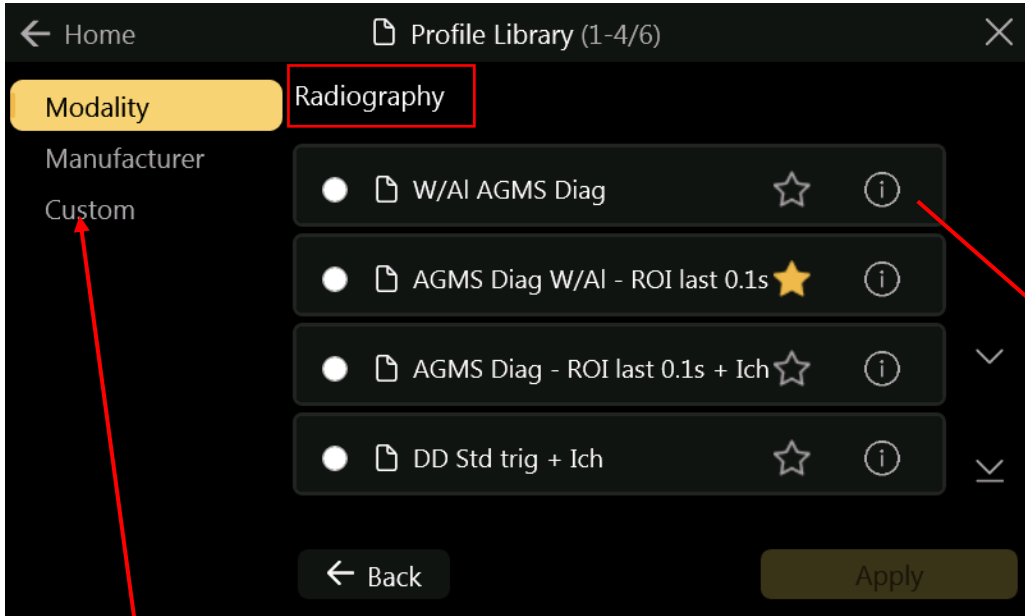 Home
Profile Library (1-4/6)
Modality
Manufacturer
Custom
Radiography
W/Al AGMS Diag
AGMS Diag W/Al - ROI last 0.1s
AGMS Diag - ROI last 0.1s + Ich
DD Std trig + Ich
Back
Apply